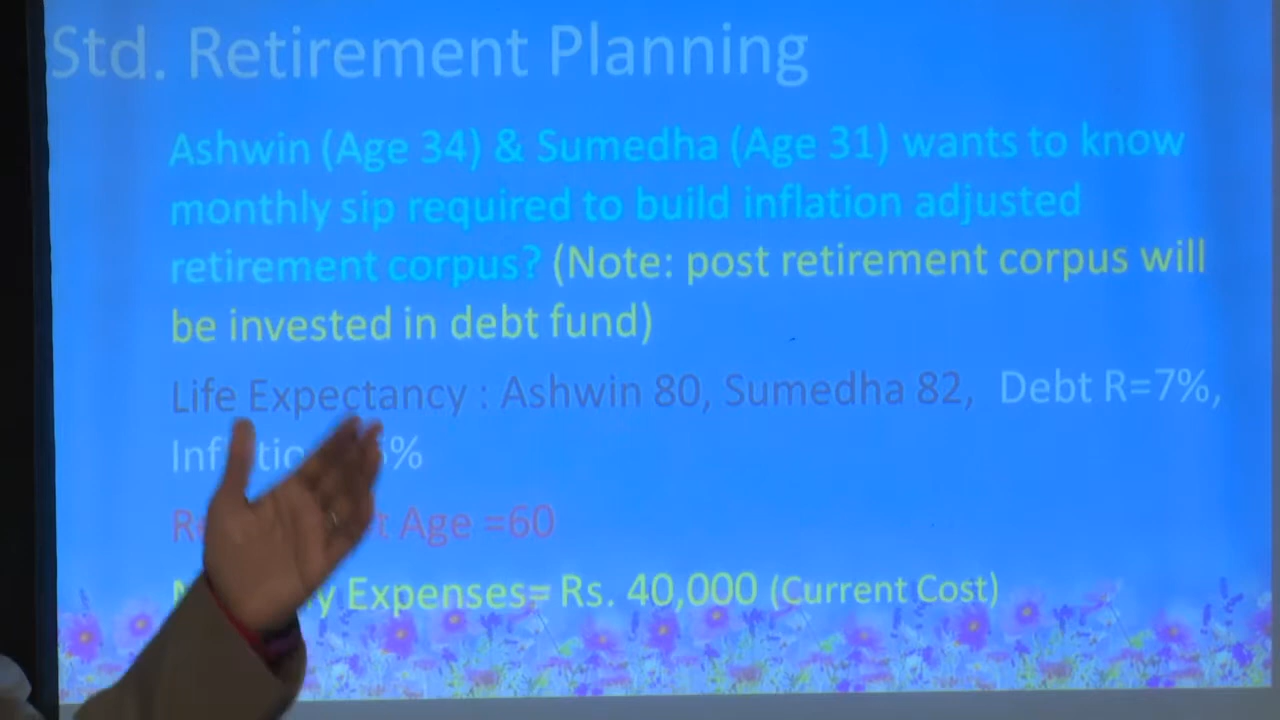 Std. Retirement Planning
Ashwin (Age 34) & Sumedha (Age 31) wants to know
monthly sip required to build inflation adjusted
retirement corpus? (Note: post retirement corpus will
be invested in debt fund)
Life Expectancy : Ashwin 80, Sumedha 82, Debt R=7%,
Age =60
Expenses= Rs. 40,000 (Current Cost)